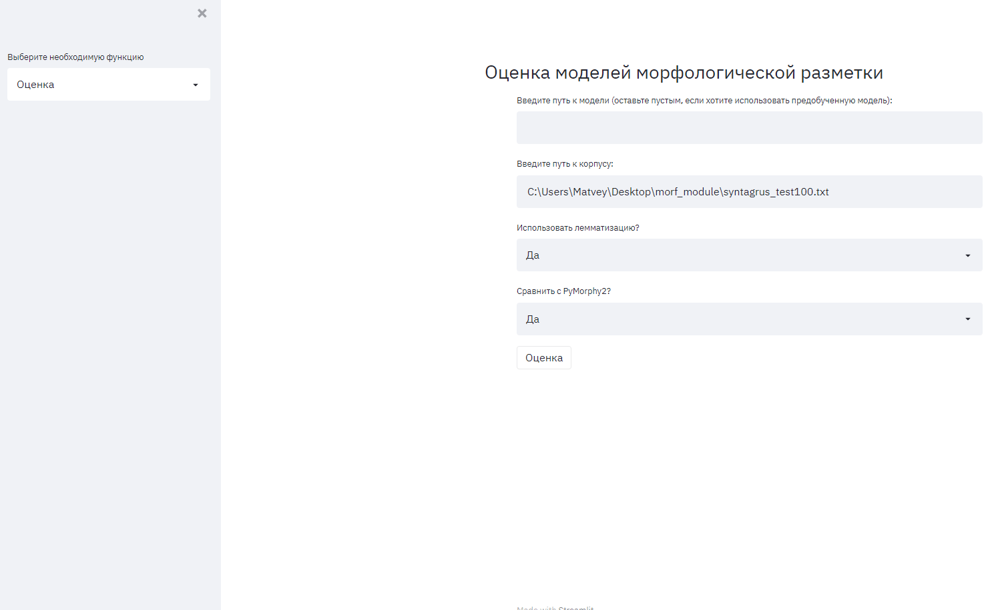 Выберите необходимую функцию
Оценка
Оценка моделей морфологической разметки
Введите путь к модели (оставьте пустым, если хотите использовать предобученную модель):
Введите путь к корпусу:
C:\Users\Matvey\Desktop\morf_module\syntagrus_test100.txt
Использовать лемматизацию?
Да
Сравнить с PyMorphy2?
Да
Оценка
Made with Streamlit